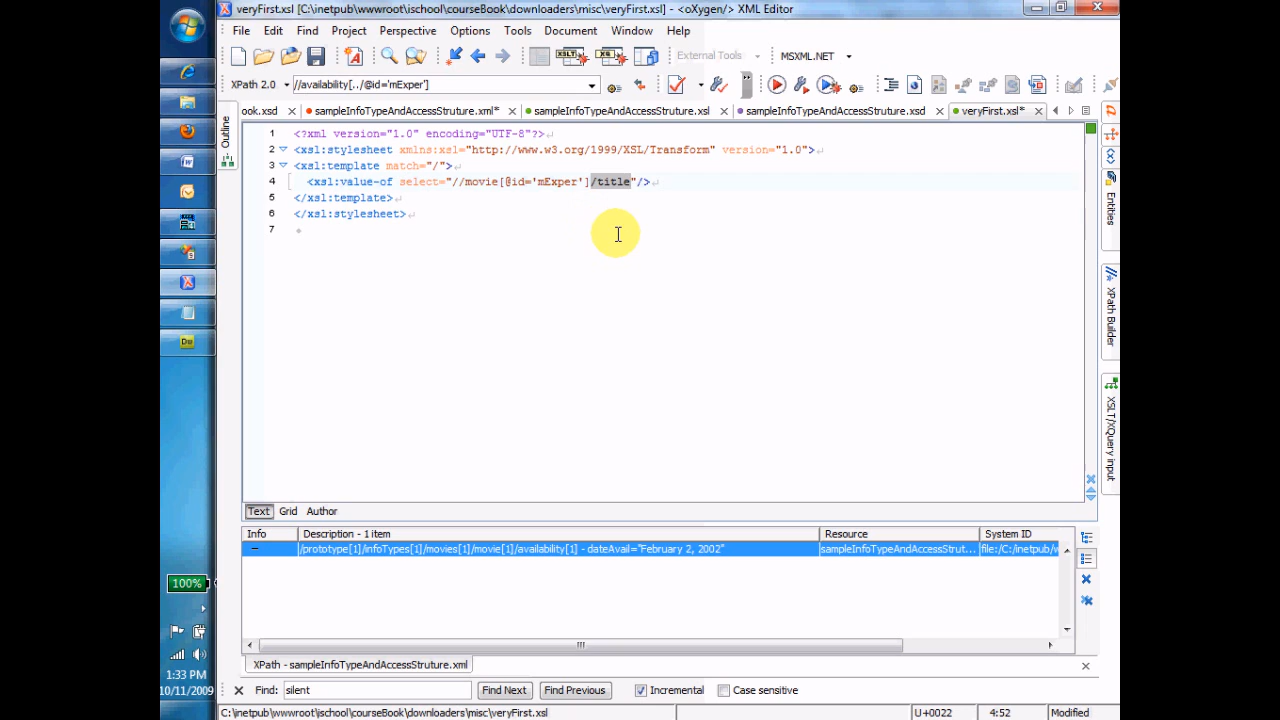 veryFirst.xsl [C:\inetpub\wwwroot\ischool\courseBook\downloaders\misc\veryFirst.xsl] - <oXygen/> XML Editor
File Edit Find Project Perspective Options Tools Document Window Help
External Tools MSXML.NET
XPath 2.0 //availability[../@id='mExper']
ook.xsd sampleInfoTypeAndAccessStruture.xml* sampleInfoTypeAndAccessStruture.xsl sampleInfoTypeAndAccessStruture.xsd veryFirst.xsl*
Outline
1 <?xml version="1.0" encoding="UTF-8"?>
2 <xsl:stylesheet xmlns:xsl="http://www.w3.org/1999/XSL/Transform" version="1.0">
3 <xsl:template match="/">
4 <xsl:value-of select="//movie[@id='mExper']/title"/>
5 </xsl:template>
6 </xsl:stylesheet>
7
Entities
XPath Builder
XSLT/XQuery input
Text Grid Author
Info Description - 1 item Resource System ID
/prototype[1]/infoTypes[1]/movies[1]/movie[1]/availability[1] - dateAvail="February 2, 2002" sampleInfoTypeAndAccessStrut... file:/C:/inetpub/w
XPath - sampleInfoTypeAndAccessStruture.xml
Find: silent Find Next Find Previous Incremental Case sensitive
C:\inetpub\wwwroot\ischool\courseBook\downloaders\misc\veryFirst.xsl U+0022 4:52 Modified
100%
1:33 PM
10/11/2009